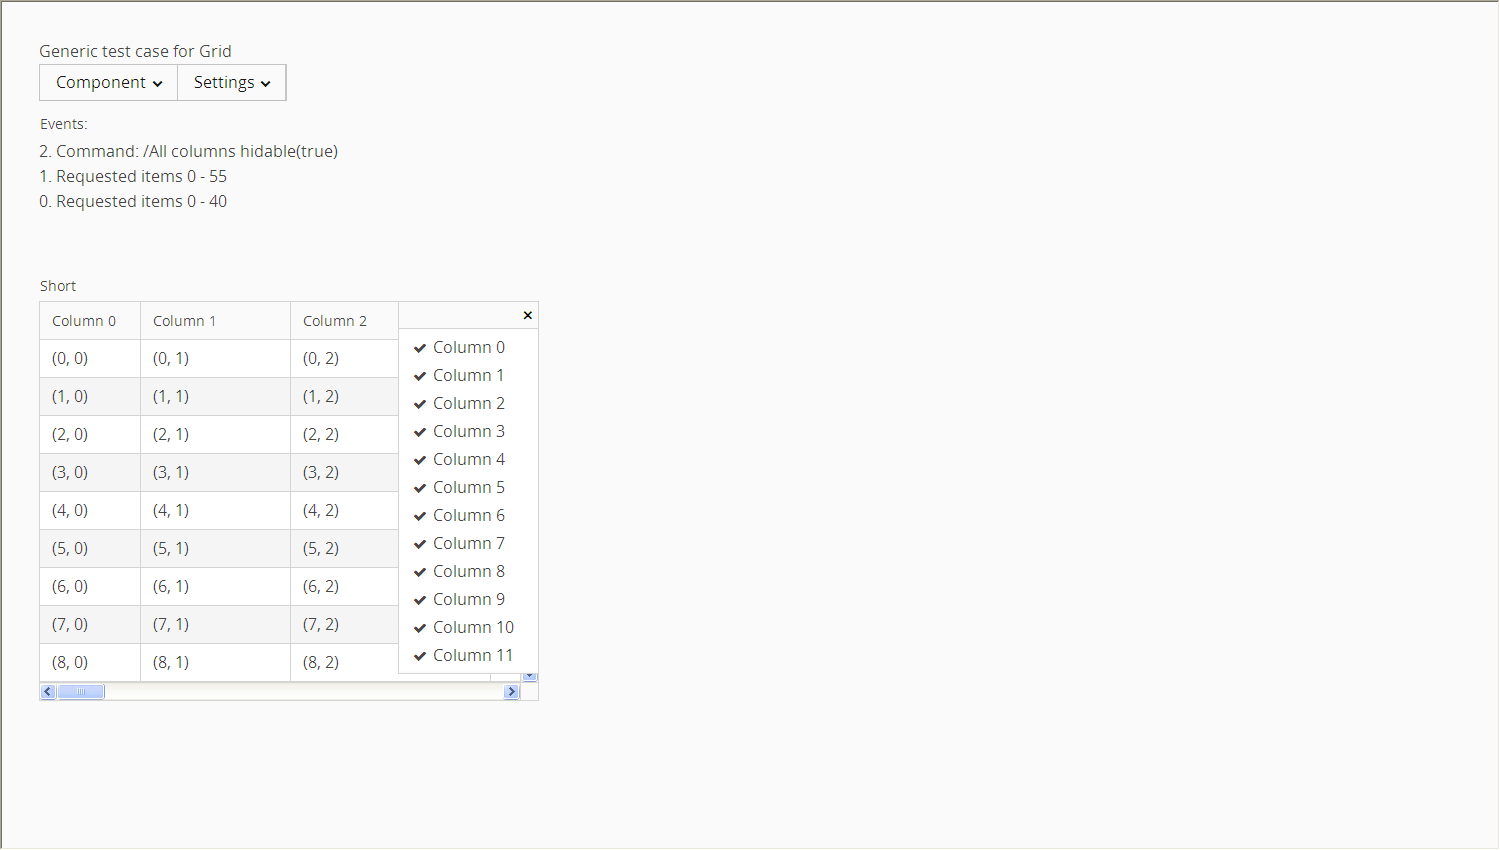 Generic test case for Grid
Component Settings
Events:
2. Command: /All columns hidable(true)
1. Requested items 0 - 55
0. Requested items 0 - 40
Short
Column 0 Column 1 Column 2
(0, 0) (0, 1) (0, 2)
(1, 0) (1, 1) (1, 2)
(2, 0) (2, 1) (2, 2)
(3, 0) (3, 1) (3, 2)
(4, 0) (4, 1) (4, 2)
(5, 0) (5, 1) (5, 2)
(6, 0) (6, 1) (6, 2)
(7, 0) (7, 1) (7, 2)
(8, 0) (8, 1) (8, 2)
Column 0
Column 1
Column 2
Column 3
Column 4
Column 5
Column 6
Column 7
Column 8
Column 9
Column 10
Column 11